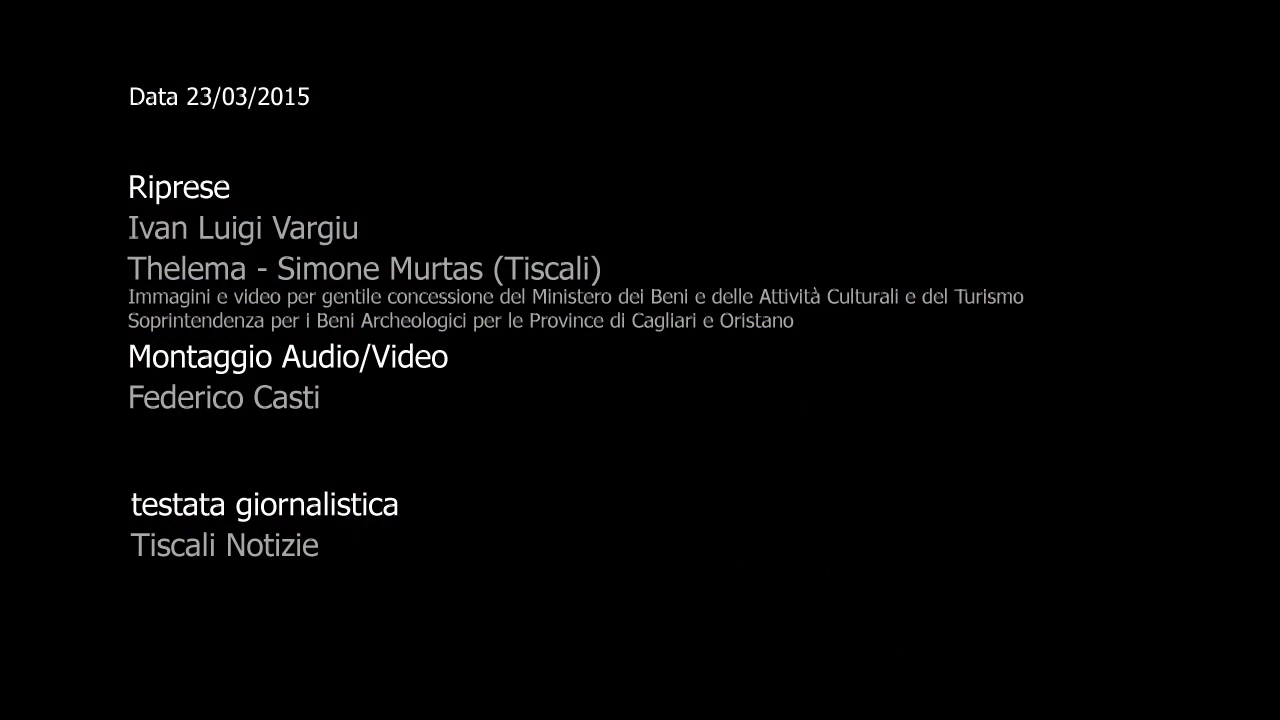 Data 23/03/2015
Riprese
Ivan Luigi Vargiu
Thelema - Simone Murtas (Tiscali)
Immagini e video per gentile concessione del Ministero dei Beni e delle Attività Culturali e del Turismo
Soprintendenza per i Beni Archeologici per le Province di Cagliari e Oristano
Montaggio Audio/Video
Federico Casti
testata giornalistica
Tiscali Notizie